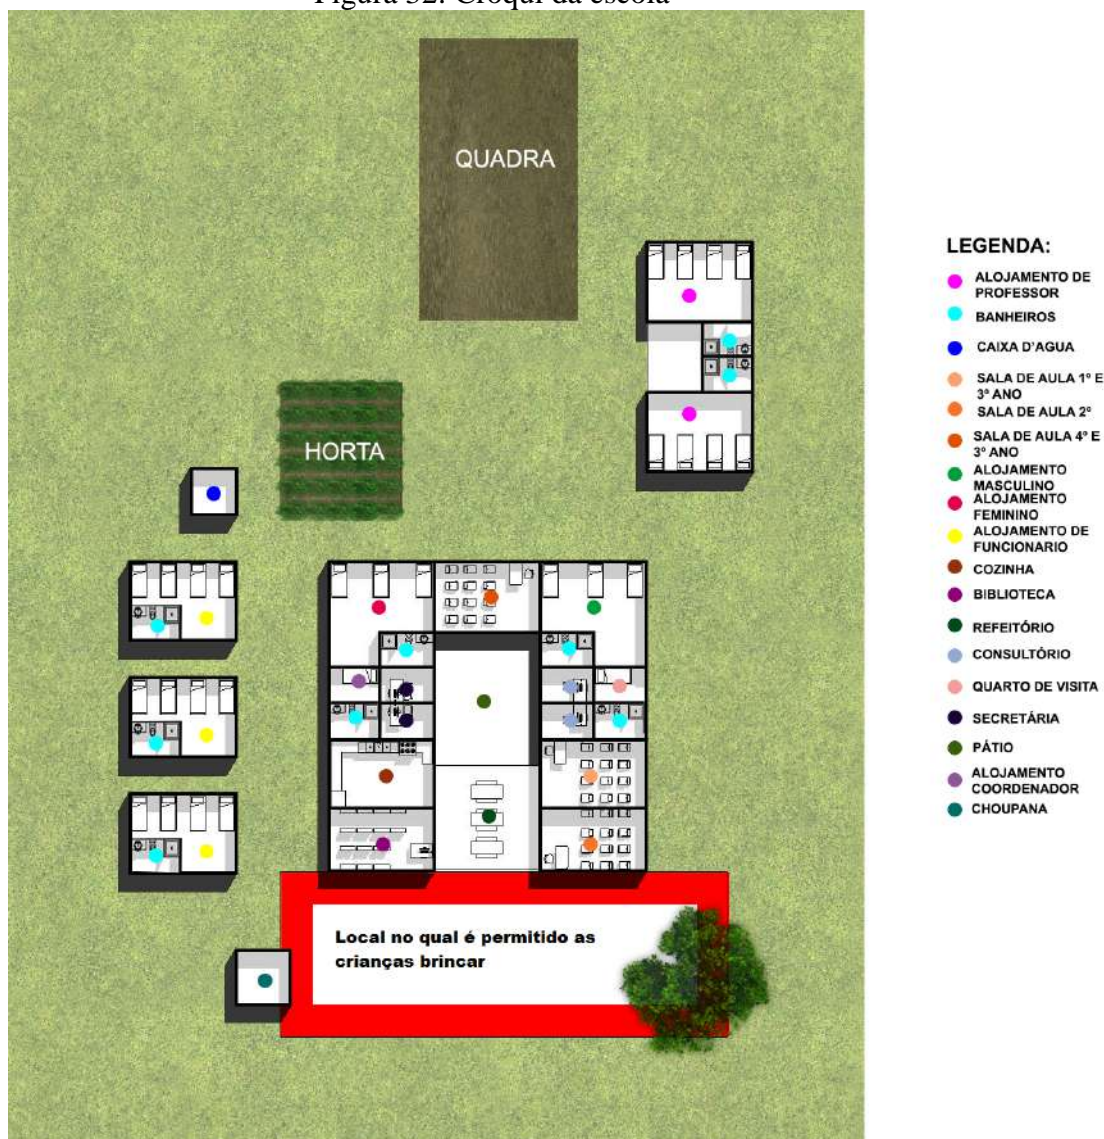 Figura 32: Croqui da escola
QUADRA
HORTA
Local no qual é permitido as
crianças brincar
LEGENDA:
ALOJAMENTO DE
PROFESSOR
BANHEIROS
CAIXA D'AGUA
SALA DE AULA 1º E
3º ANO
SALA DE AULA 2º
SALA DE AULA 4º E
3º ANO
ALOJAMENTO
MASCULINO
ALOJAMENTO
FEMININO
ALOJAMENTO DE
FUNCIONARIO
COZINHA
BIBLIOTECA
REFEITÓRIO
CONSULTÓRIO
QUARTO DE VISITA
SECRETÁRIA
PÁTIO
ALOJAMENTO
COORDENADOR
CHOUPANA